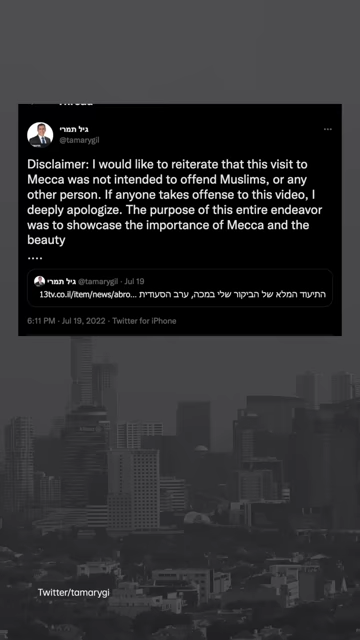 גיל תמרי
@tamarygil
Disclaimer: I would like to reiterate that this visit to
Mecca was not intended to offend Muslims, or any
other person. If anyone takes offense to this video, I
deeply apologize. The purpose of this entire endeavor
was to showcase the importance of Mecca and the
beauty
....
גיל תמרי @tamarygil · Jul 19
התיעוד המלא של הביקור שלי במכה, ערב הסעודית 13tv.co.il/item/news/abro...
6:11 PM · Jul 19, 2022 · Twitter for iPhone
Twitter/tamarygi